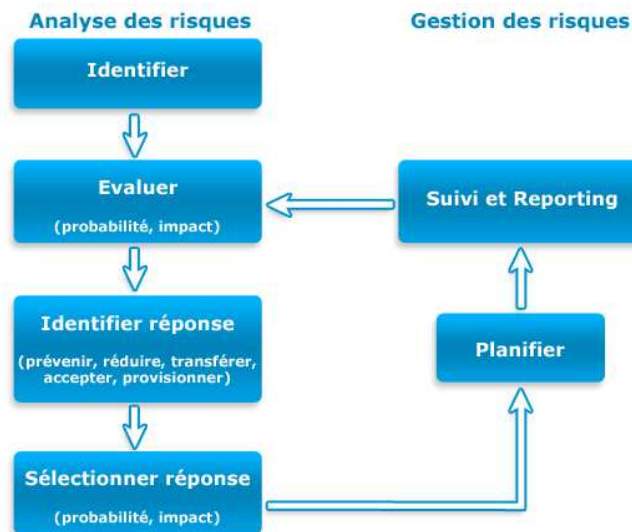 Analyse des risques
Gestion des risques
Identifier
Evaluer
(probabilité, impact)
Suivi et Reporting
Identifier réponse
(prévenir, réduire, transférer,
accepter, provisionner)
Planifier
Sélectionner réponse
(probabilité, impact)